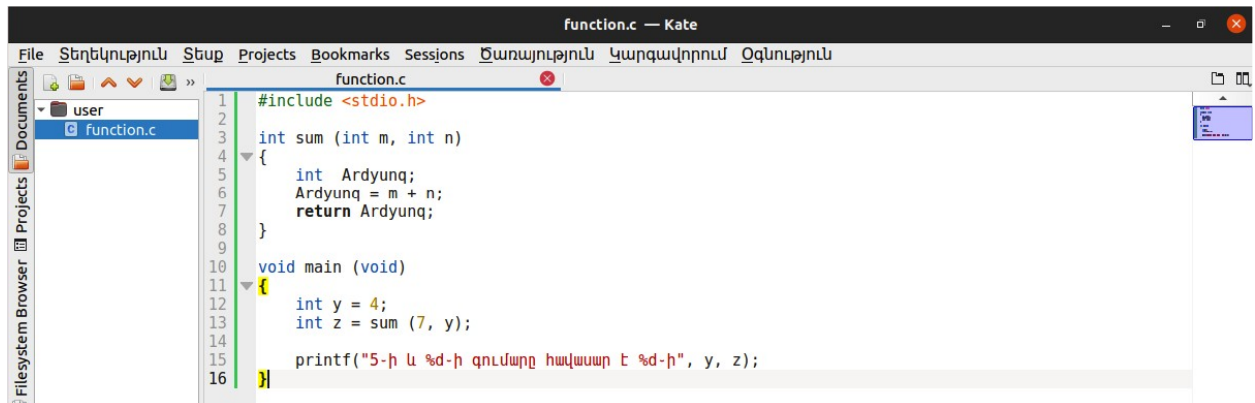 function.c — Kate
File Տեղեկություն Տեսք Projects Bookmarks Sessions Ծառայություն Կարգավորում Օգնություն
Documents
Projects
Filesystem Browser
user
function.c
function.c
1 #include <stdio.h>
2
3 int sum (int m, int n)
4 {
5 int  Ardyunq;
6 Ardyunq = m + n;
7 return Ardyunq;
8 }
9
10 void main (void)
11 {
12 int y = 4;
13 int z = sum (7, y);
14
15 printf("5-ի և %d-ի գումարը հավասար է %d-ի", y, z);
16 }